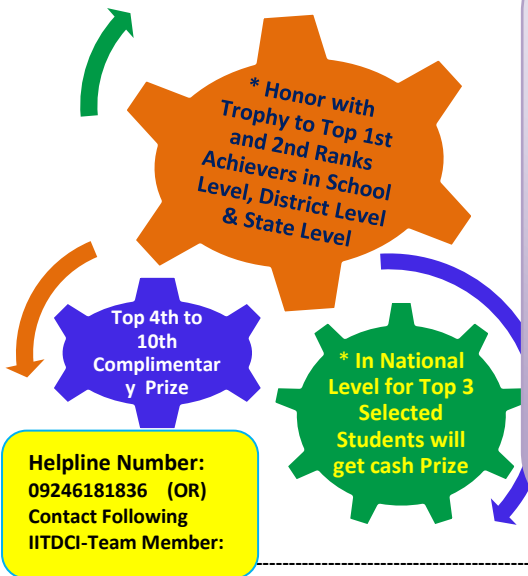 * Honor with
Trophy to Top 1st
and 2nd Ranks
Achievers in School
Level, District Level
& State Level
Top 4th to
10th
Complimentar
y Prize
* In National
Level for Top 3
Selected
Students will
get cash Prize
Helpline Number:
09246181836 (OR)
Contact Following
IITDCI-Team Member: